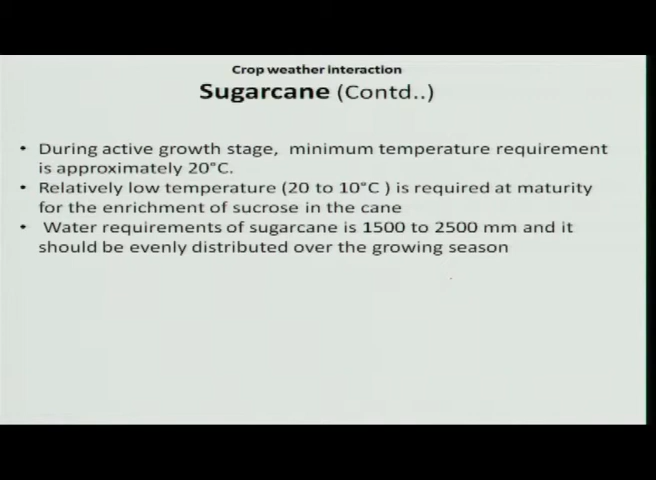 Crop weather interaction
Sugarcane (Contd..)
• During active growth stage, minimum temperature requirement
is approximately 20°C.
• Relatively low temperature (20 to 10°C ) is required at maturity
for the enrichment of sucrose in the cane
• Water requirements of sugarcane is 1500 to 2500 mm and it
should be evenly distributed over the growing season